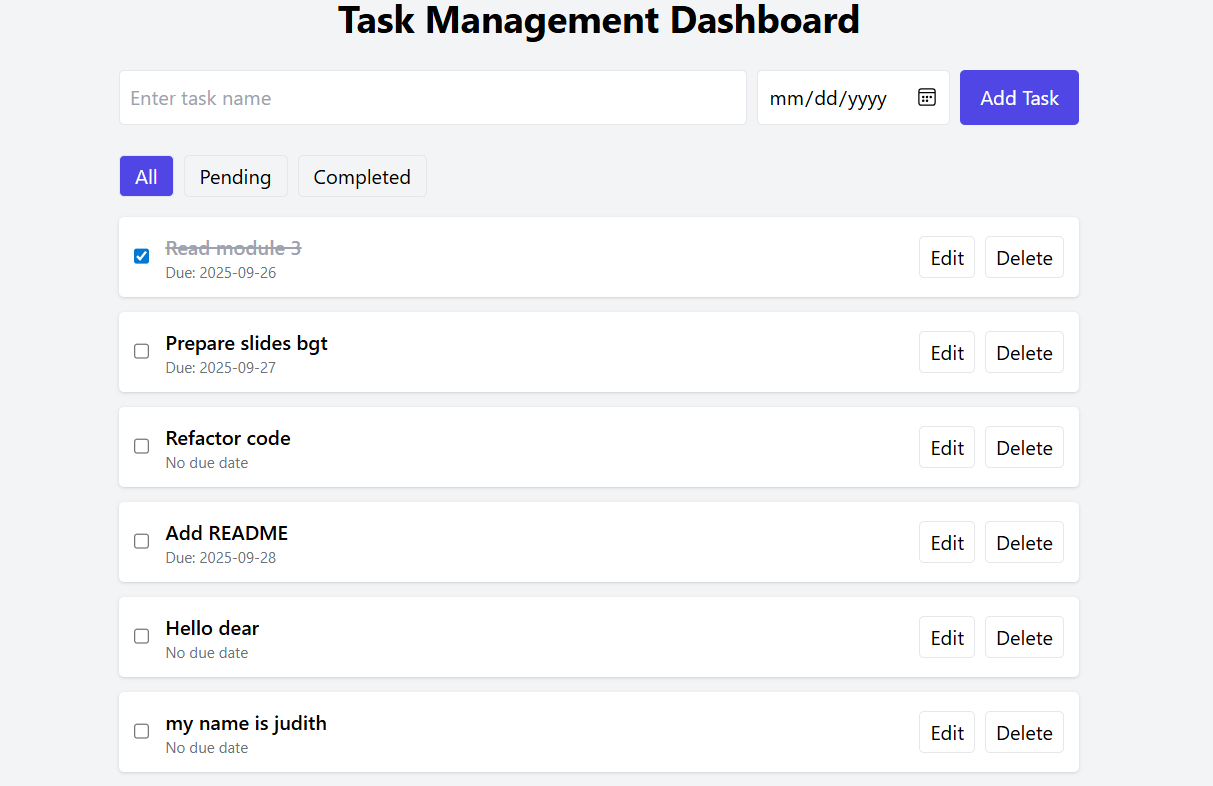 Task Management Dashboard
Enter task name mm/dd/yyyy Add Task
All Pending Completed
Read module 3
Due: 2025-09-26
Edit Delete
Prepare slides bgt
Due: 2025-09-27
Edit Delete
Refactor code
No due date
Edit Delete
Add README
Due: 2025-09-28
Edit Delete
Hello dear
No due date
Edit Delete
my name is judith
No due date
Edit Delete